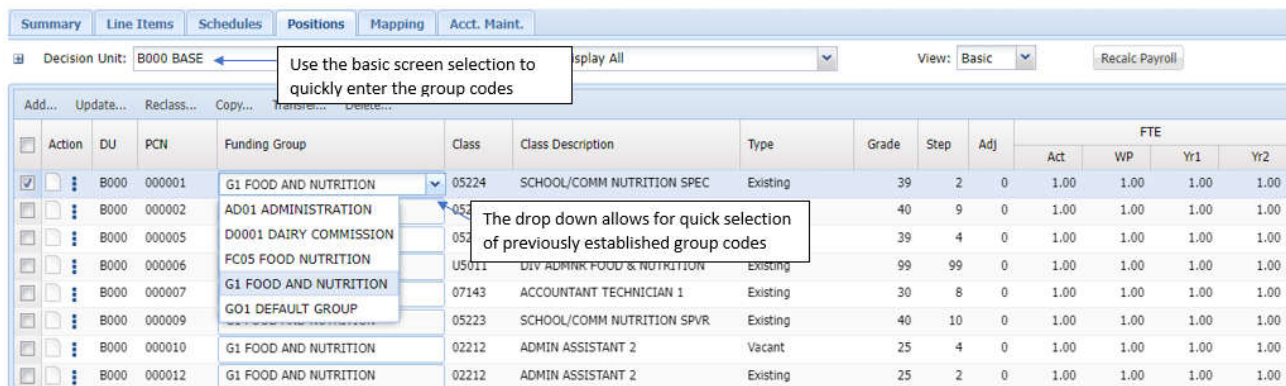 Summary Line Items Schedules Positions Mapping Acct. Maint.
Decision Unit: B000 BASE Display All View: Basic Recalc Payroll
Use the basic screen selection to
quickly enter the group codes
Add... Update... Reclass... Copy... Transfer... Delete...
Action DU PCN Funding Group Class Class Description Type Grade Step Adj FTE
Act WP Yr1 Yr2
B000 000001 G1 FOOD AND NUTRITION 05224 SCHOOL/COMM NUTRITION SPEC Existing 39 2 0 1.00 1.00 1.00 1.00
B000 000002 AD01 ADMINISTRATION 40 9 0 1.00 1.00 1.00 1.00
The drop down allows for quick selection
of previously established group codes
B000 000005 D0001 DAIRY COMMISSION 39 4 0 1.00 1.00 1.00 1.00
B000 000006 FC05 FOOD NUTRITION U5011 DIV ADMNR FOOD & NUTRITION Existing 99 99 0 1.00 1.00 1.00 1.00
B000 000007 G1 FOOD AND NUTRITION 07143 ACCOUNTANT TECHNICIAN 1 Existing 30 8 0 1.00 1.00 1.00 1.00
B000 000009 GO1 DEFAULT GROUP 05223 SCHOOL/COMM NUTRITION SPVR Existing 40 10 0 1.00 1.00 1.00 1.00
B000 000010 G1 FOOD AND NUTRITION 02212 ADMIN ASSISTANT 2 Vacant 25 4 0 1.00 1.00 1.00 1.00
B000 000012 G1 FOOD AND NUTRITION 02212 ADMIN ASSISTANT 2 Existing 25 2 0 1.00 1.00 1.00 1.00